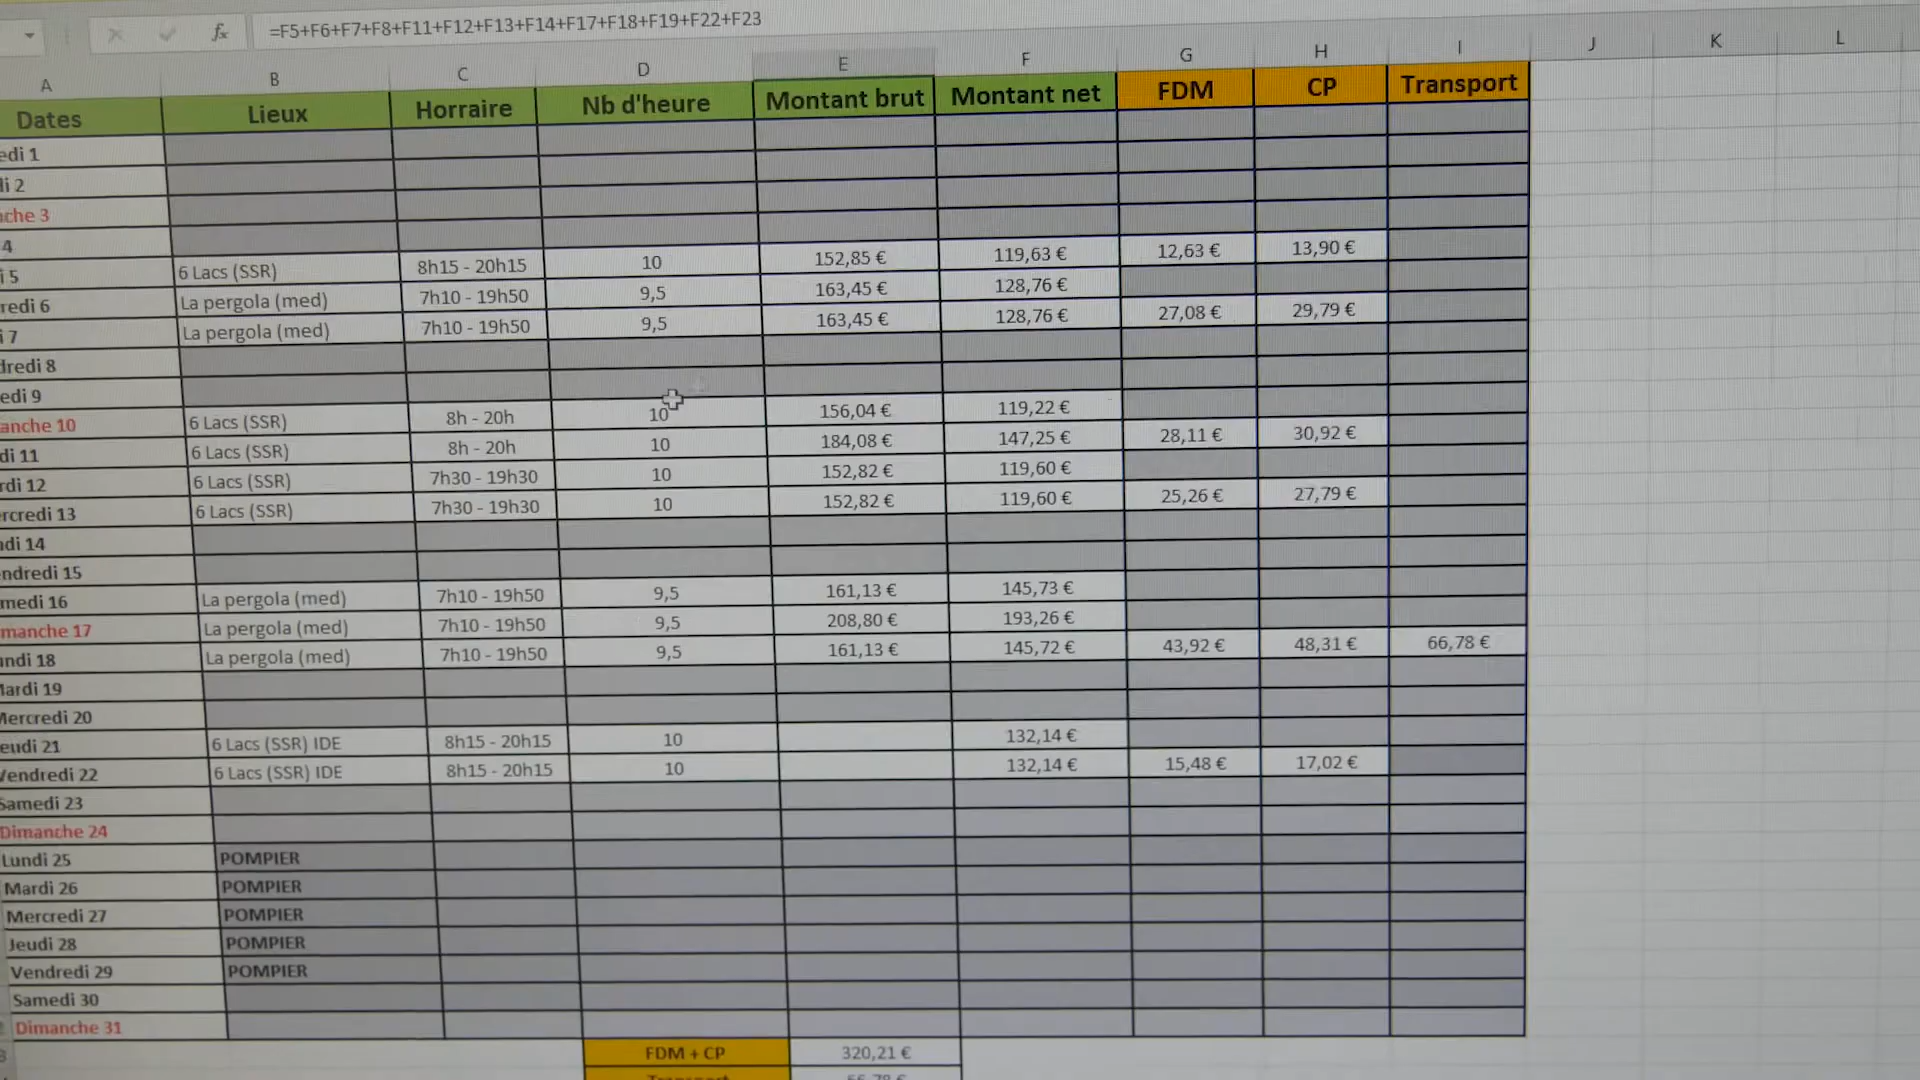 =F5+F6+F7+F8+F11+F12+F13+F14+F17+F18+F19+F22+F23
A B C D E F G H I J K L
Dates Lieux Horraire Nb d'heure Montant brut Montant net FDM CP Transport
edi 1
di 2
nche 3
4
i 5 6 Lacs (SSR) 8h15 - 20h15 10 152,85 € 119,63 € 12,63 € 13,90 €
redi 6 La pergola (med) 7h10 - 19h50 9,5 163,45 € 128,76 €
i 7 La pergola (med) 7h10 - 19h50 9,5 163,45 € 128,76 € 27,08 € 29,79 €
dredi 8
edi 9
anche 10 6 Lacs (SSR) 8h - 20h 10 156,04 € 119,22 €
di 11 6 Lacs (SSR) 8h - 20h 10 184,08 € 147,25 € 28,11 € 30,92 €
rdi 12 6 Lacs (SSR) 7h30 - 19h30 10 152,82 € 119,60 €
rcredi 13 6 Lacs (SSR) 7h30 - 19h30 10 152,82 € 119,60 € 25,26 € 27,79 €
udi 14
endredi 15
medi 16 La pergola (med) 7h10 - 19h50 9,5 161,13 € 145,73 €
manche 17 La pergola (med) 7h10 - 19h50 9,5 208,80 € 193,26 €
undi 18 La pergola (med) 7h10 - 19h50 9,5 161,13 € 145,72 € 43,92 € 48,31 € 66,78 €
Mardi 19
Mercredi 20
eudi 21 6 Lacs (SSR) IDE 8h15 - 20h15 10 132,14 €
Vendredi 22 6 Lacs (SSR) IDE 8h15 - 20h15 10 132,14 € 15,48 € 17,02 €
Samedi 23
Dimanche 24
Lundi 25 POMPIER
Mardi 26 POMPIER
Mercredi 27 POMPIER
Jeudi 28 POMPIER
Vendredi 29 POMPIER
Samedi 30
Dimanche 31
FDM + CP 320,21 €
Transport 66,78 €